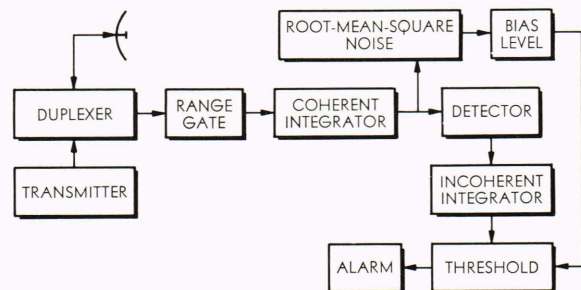 ROOT-MEAN-SQUARE
NOISE
BIAS
LEVEL
DUPLEXER
RANGE
GATE
COHERENT
INTEGRATOR
DETECTOR
TRANSMITTER
INCOHERENT
INTEGRATOR
ALARM
THRESHOLD